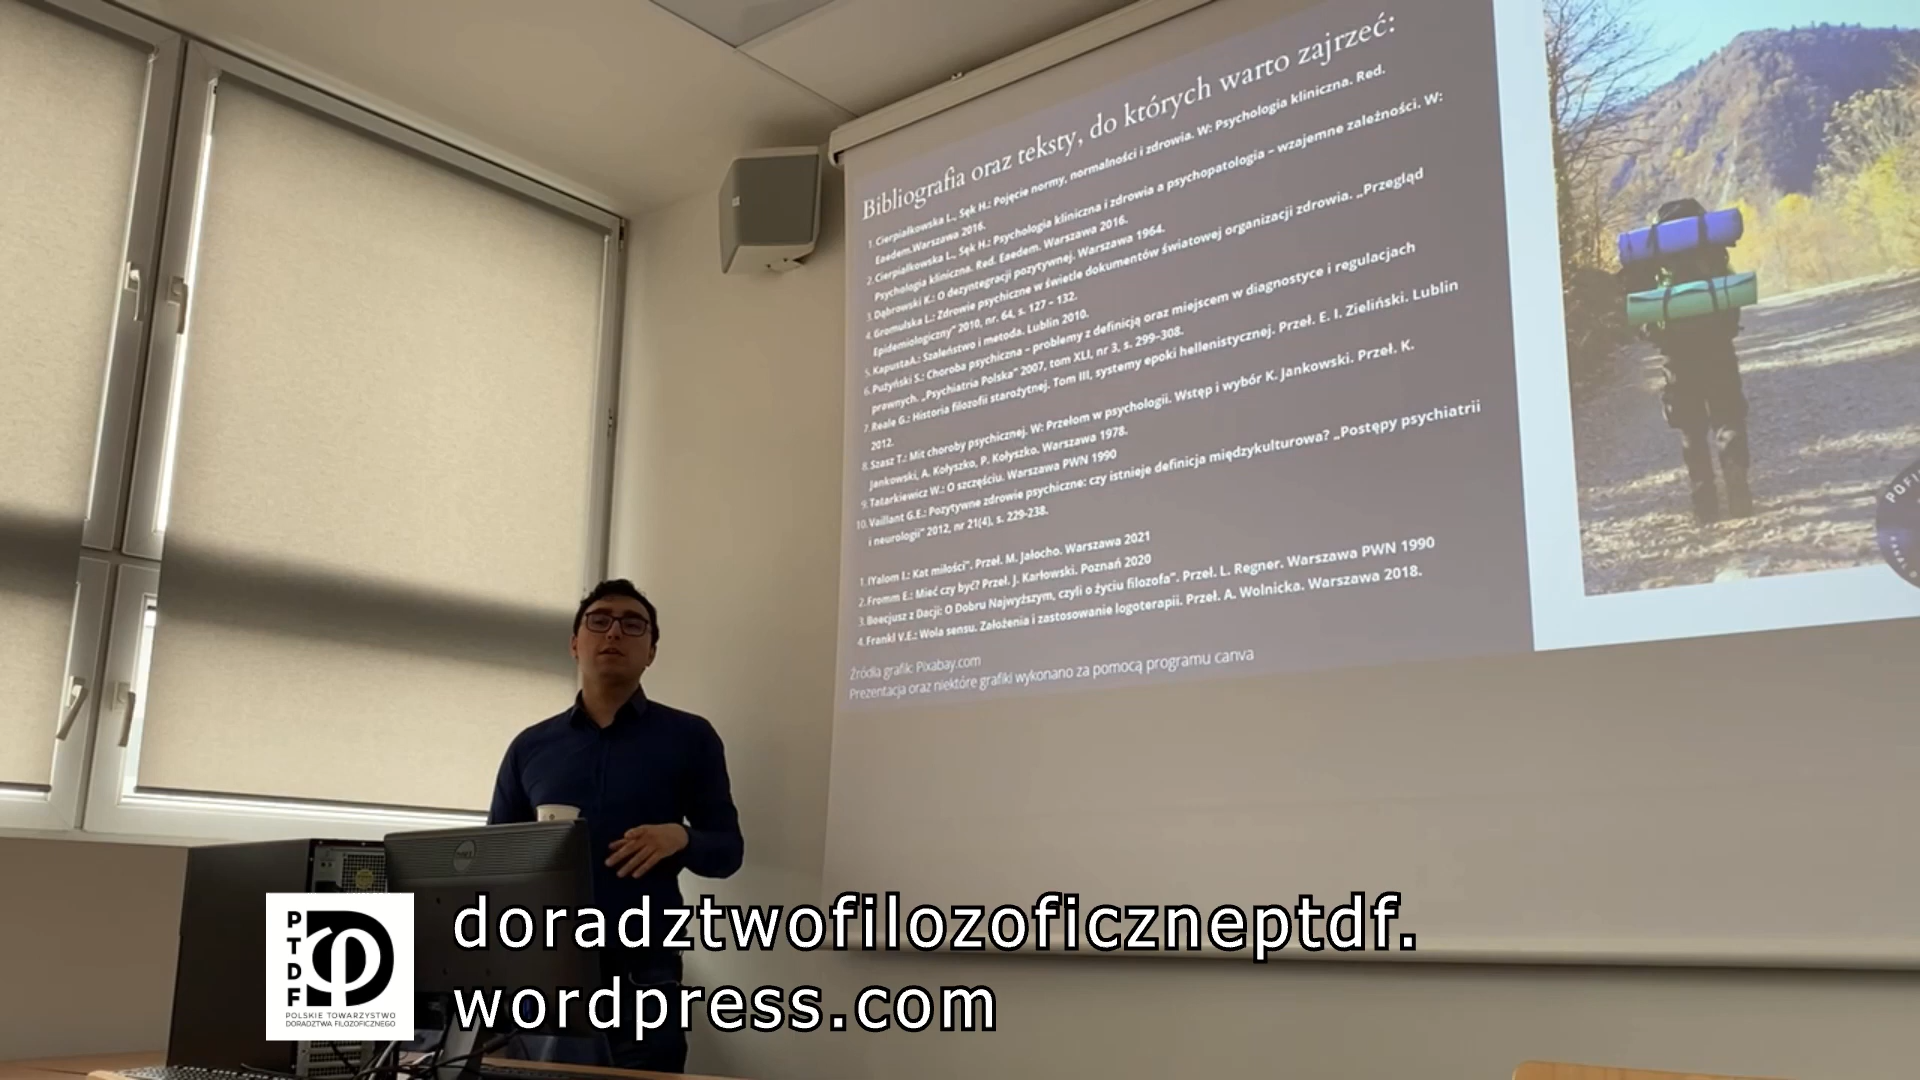 Bibliografia oraz teksty, do których warto zajrzeć:
1. Cierpiałkowska L., Sęk H.: Pojęcie normy, normalności i zdrowia. W: Psychologia kliniczna. Red.
Eaedem.Warszawa 2016.
2. Cierpiałkowska L., Sęk H.: Psychologia kliniczna i zdrowia a psychopatologia – wzajemne zależności. W:
Psychologia kliniczna. Red. Eaedem. Warszawa 2016.
3. Dąbrowski K.: O dezyntegracji pozytywnej. Warszawa 1964.
4. Gromulska L.: Zdrowie psychiczne w świetle dokumentów światowej organizacji zdrowia. „Przegląd
Epidemiologiczny” 2010, nr. 64, s. 127 – 132.
5. KapustaA.: Szaleństwo i metoda. Lublin 2010.
6. Pużyński S.: Choroba psychiczna – problemy z definicją oraz miejscem w diagnostyce i regulacjach
prawnych. „Psychiatria Polska” 2007, tom XLI, nr 3, s. 299–308.
7. Reale G.: Historia filozofii starożytnej. Tom III, systemy epoki hellenistycznej. Przeł. E. I. Zieliński. Lublin
2012.
8. Szasz T.: Mit choroby psychicznej. W: Przełom w psychologii. Wstęp i wybór K. Jankowski. Przeł. K.
Jankowski, A. Kołyszko, P. Kołyszko. Warszawa 1978.
9. Tatarkiewicz W.: O szczęściu. Warszawa PWN 1990
10. Vaillant G.E.: Pozytywne zdrowie psychiczne: czy istnieje definicja międzykulturowa? „Postępy psychiatrii
i neurologii” 2012, nr 21(4), s. 229-238.
1. IYalom I.: Kat miłości”. Przeł. M. Jałocho. Warszawa 2021
2. Fromm E.: Mieć czy być? Przeł. J. Karłowski. Poznań 2020
3. Boecjusz z Dacji: O Dobru Najwyższym, czyli o życiu filozofa”. Przeł. L. Regner. Warszawa PWN 1990
4. Frankl V.E.: Wola sensu. Założenia i zastosowanie logoterapii. Przeł. A. Wolnicka. Warszawa 2018.
Źródła grafik: Pixabay.com
Prezentacja oraz niektóre grafiki wykonano za pomocą programu canva
DELL
PTDF
POLSKIE TOWARZYSTWO
DORADZTWA FILOZOFICZNEGO
doradztwofilozoficzneptdf.
wordpress.com